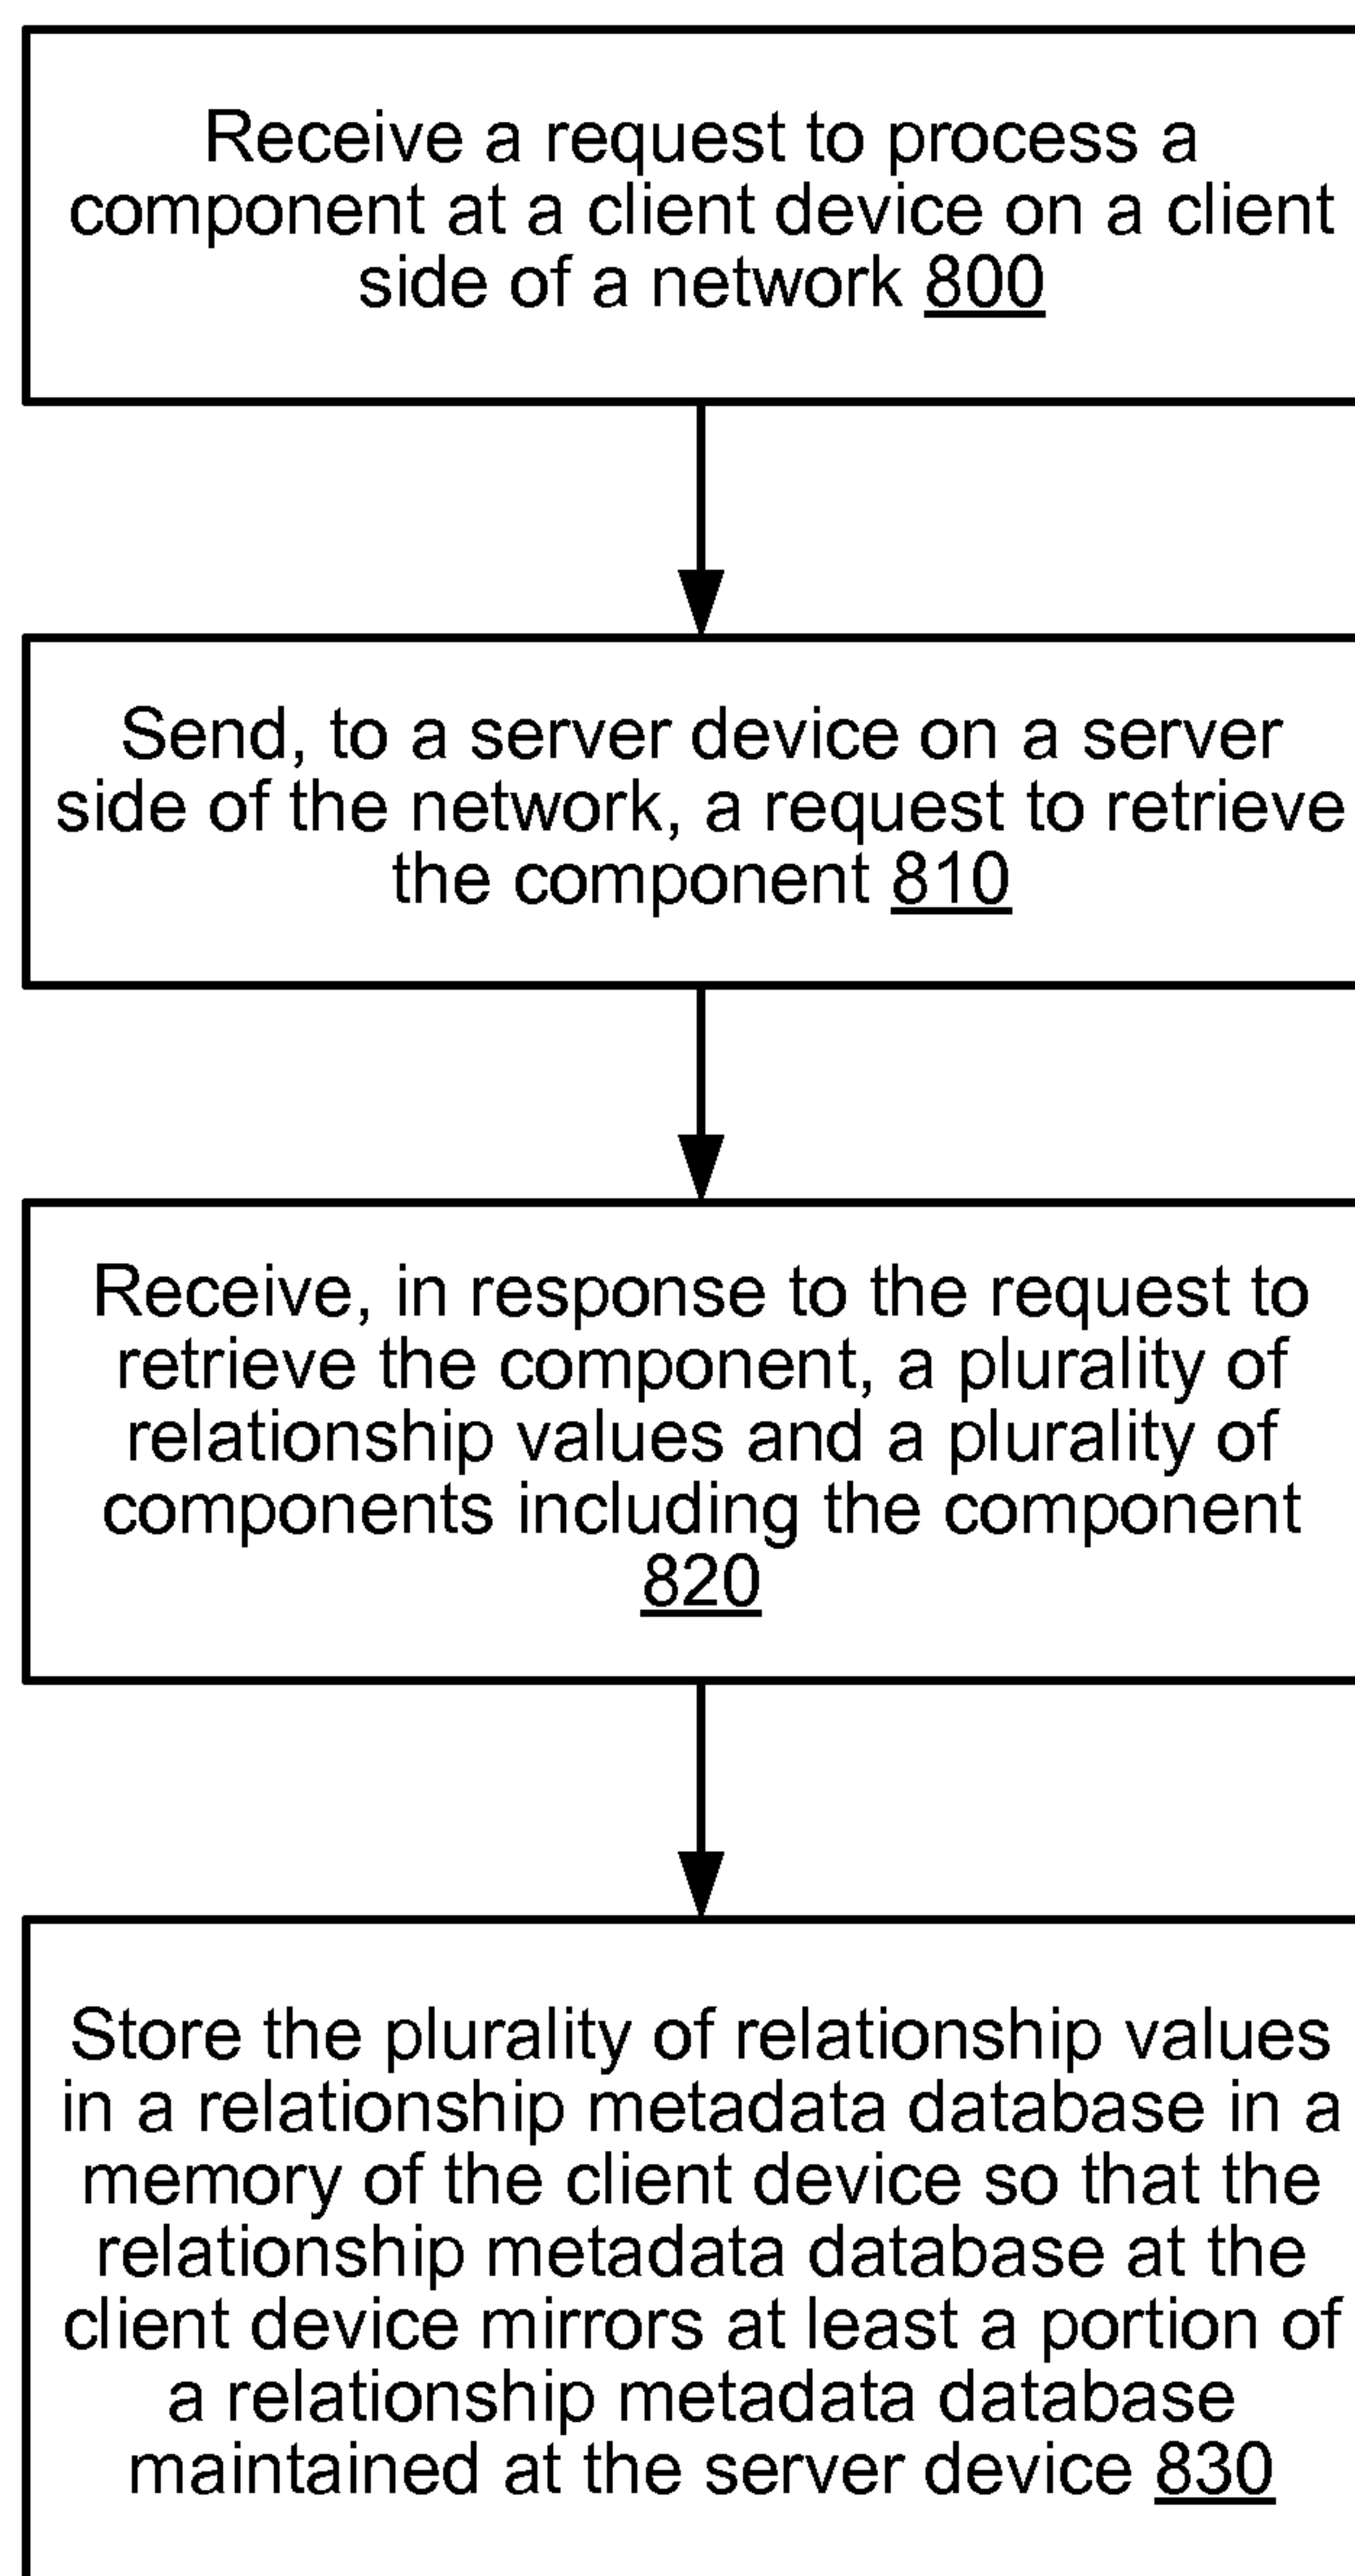 Receive a request to process a
component at a client device on a client
side of a network 800
Send, to a server device on a server
side of the network, a request to retrieve
the component 810
Receive, in response to the request to
retrieve the component, a plurality of
relationship values and a plurality of
components including the component
820
Store the plurality of relationship values
in a relationship metadata database in a
memory of the client device so that the
relationship metadata database at the
client device mirrors at least a portion of
a relationship metadata database
maintained at the server device 830